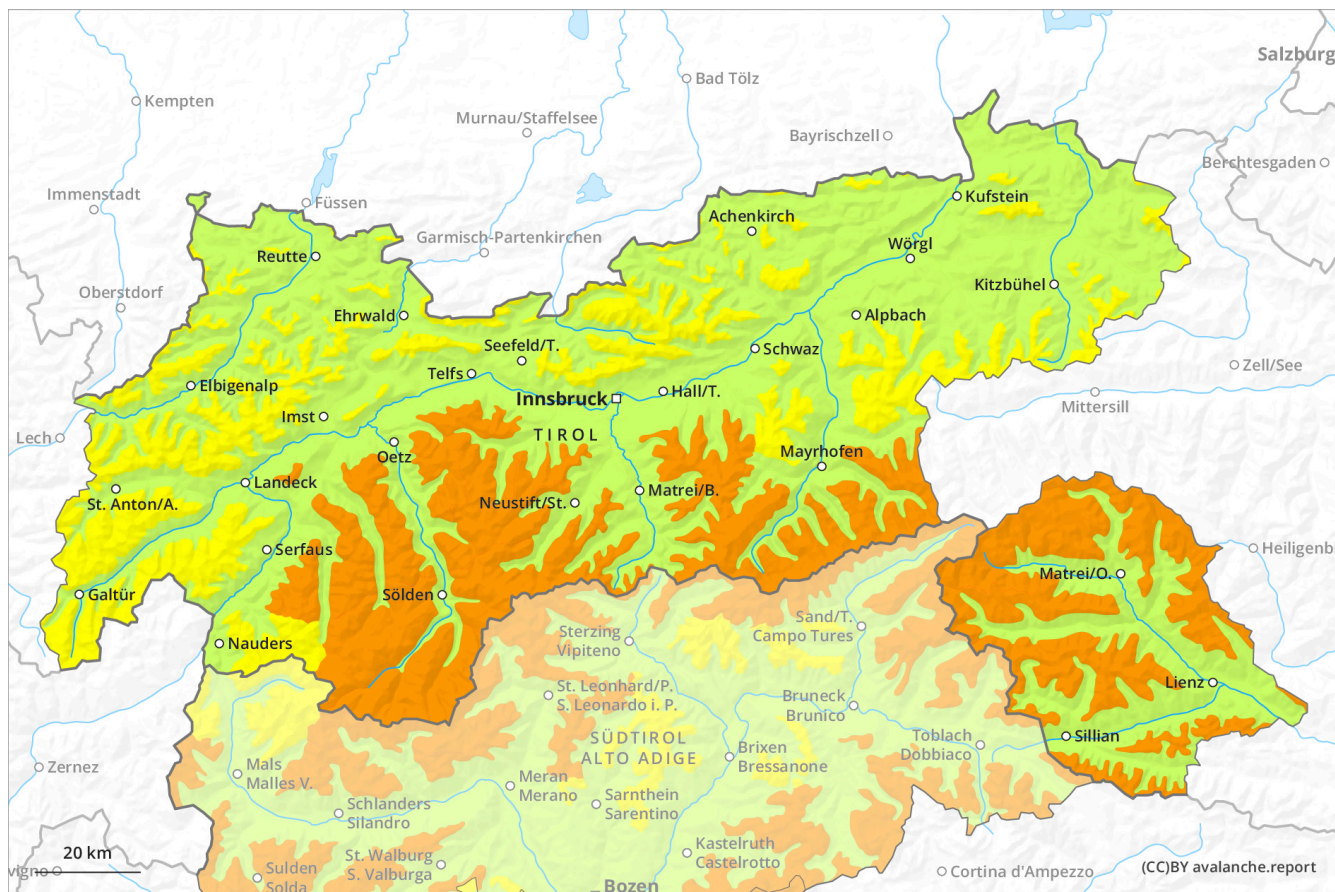 Salzburg
Bad Tölz
Kempten
Murnau/Staffelsee
Bayrischzell
Berchtesgaden
Immenstadt
Füssen
Kufstein
Achenkirch
Garmisch-Partenkirchen
Wörgl
Reutte
Kitzbühel
Oberstdorf
Ehrwald
Alpbach
Seefeld/T.
Schwaz
Zell/See
Telfs
Elbigenalp
Hall/T.
Innsbruck
Mittersill
Imst
Lech
TIROL
Mayrhofen
Oetz
Landeck
Matrei/B.
St. Anton/A.
Neustift/St.
Serfaus
Heiligenb
Matrei/O.
Galtür
Sölden
Sand/T.
Campo Tures
Sterzing
Vipiteno
Nauders
Lienz
St. Leonhard/P.
S. Leonardo i. P.
Bruneck
Brunico
Sillian
SÜDTIROL
ALTO ADIGE
Toblach
Dobbiaco
Brixen
Bressanone
Zernez
Mals
Malles V.
Meran
Merano
Sarnthein
Sarentino
Schlanders
Silandro
Kastelruth
Castelrotto
St. Walburg
S. Valburga
20 km
vigno
Sulden
Solda
Bozen
Cortina d'Ampezzo
(CC)BY avalanche.report